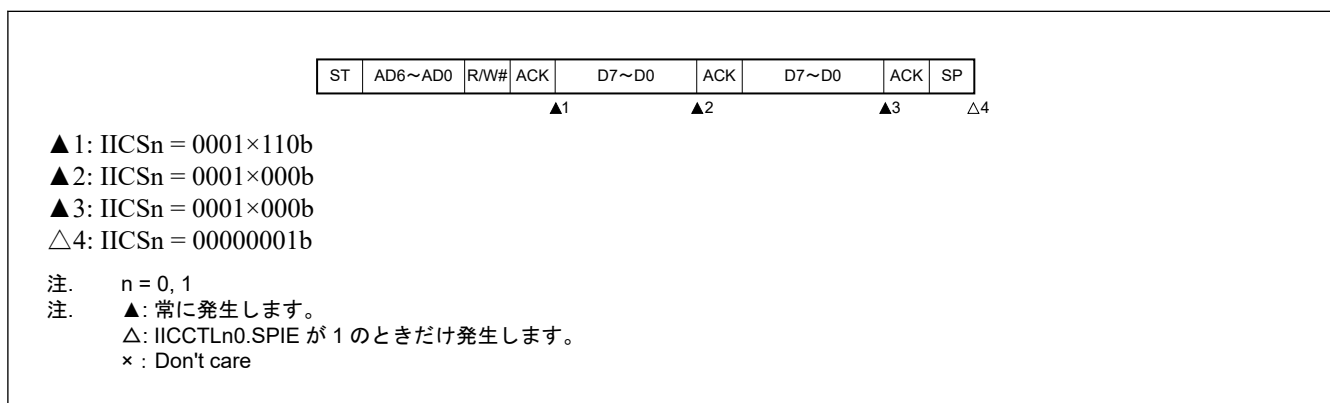 ST AD6～AD0 R/W# ACK D7～D0 ACK D7～D0 ACK SP
▲1 ▲2 ▲3 △4
▲1: IICSn = 0001×110b
▲2: IICSn = 0001×000b
▲3: IICSn = 0001×000b
△4: IICSn = 00000001b
注. n = 0, 1
注. ▲: 常に発生します。
△: IICCTLn0.SPIE が 1 のときだけ発生します。
×：Don't care